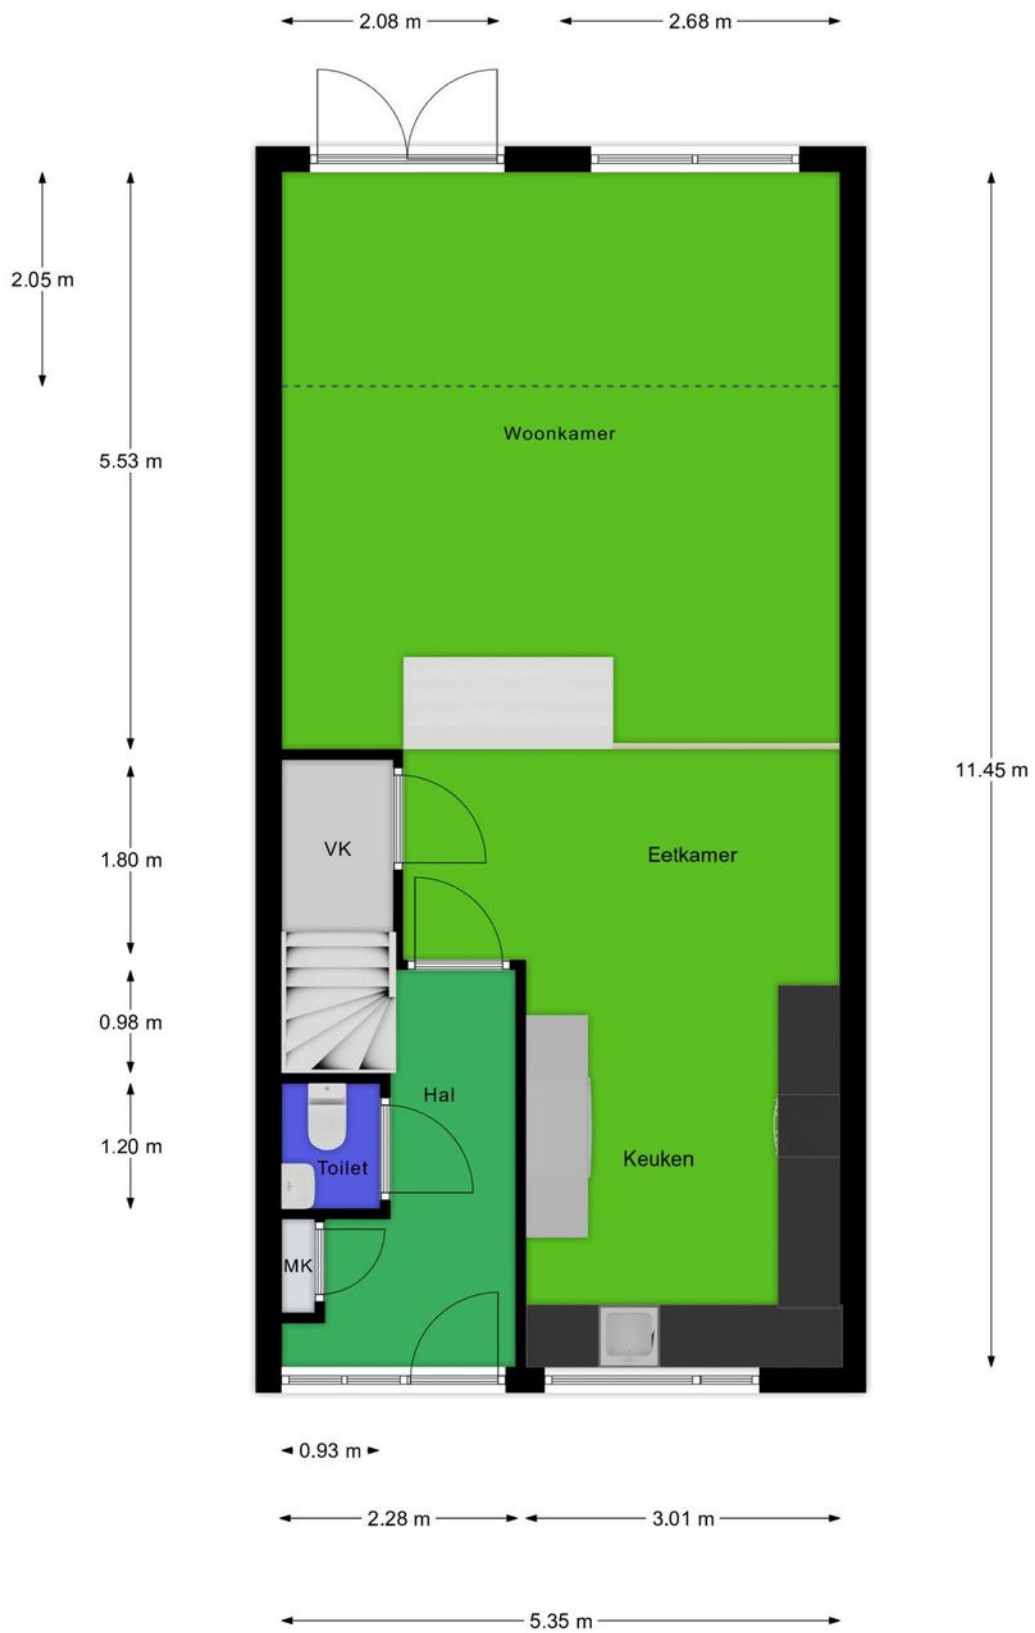 2.08 m
2.68 m
2.05 m
Woonkamer
5.53 m
11.45 m
VK
Eetkamer
1.80 m
0.98 m
Hal
1.20 m
Keuken
Toilet
MK
0.93 m
2.28 m
3.01 m
5.35 m